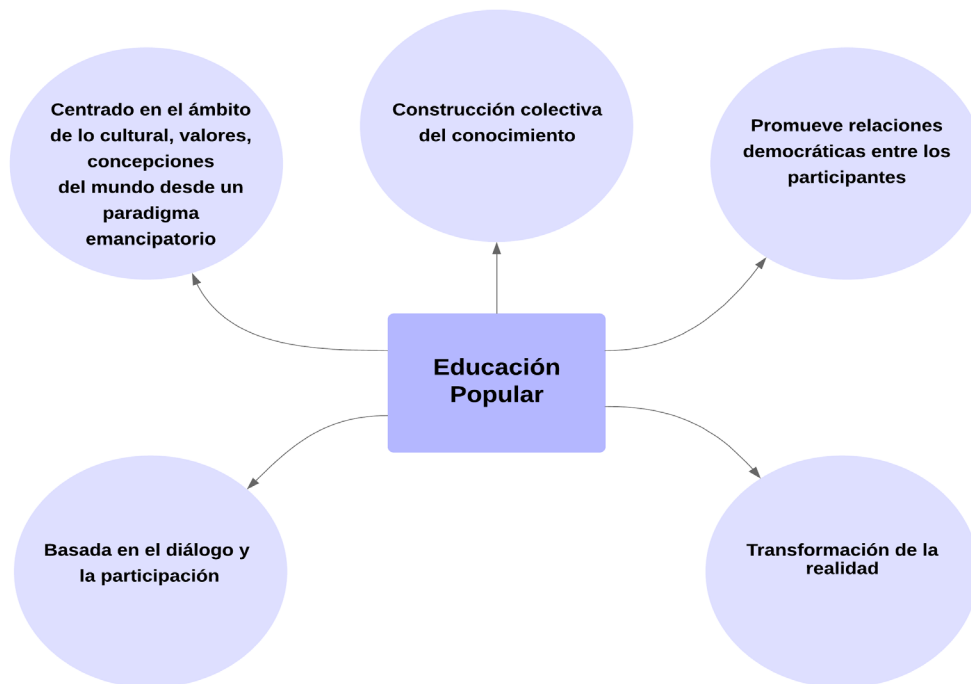 Centrado en el ámbito
de lo cultural, valores,
concepciones
del mundo desde un
paradigma
emancipatorio
Construcción colectiva
del conocimiento
Promueve relaciones
democráticas entre los
participantes
Educación
Popular
Basada en el diálogo y
la participación
Transformación de la
realidad